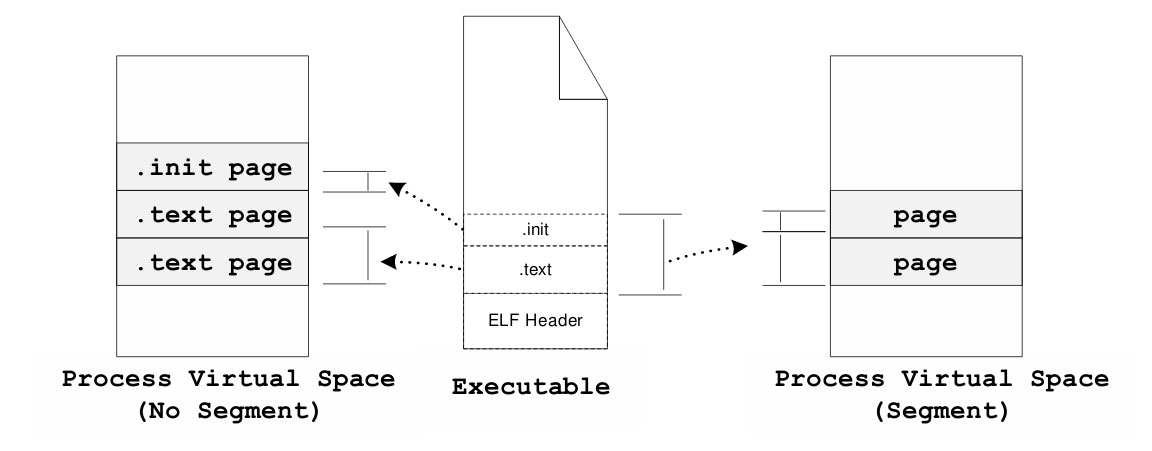 .init page
.text page
.text page
Process Virtual Space
(No Segment)
.init
.text
ELF Header
Executable
page
page
Process Virtual Space
(Segment)